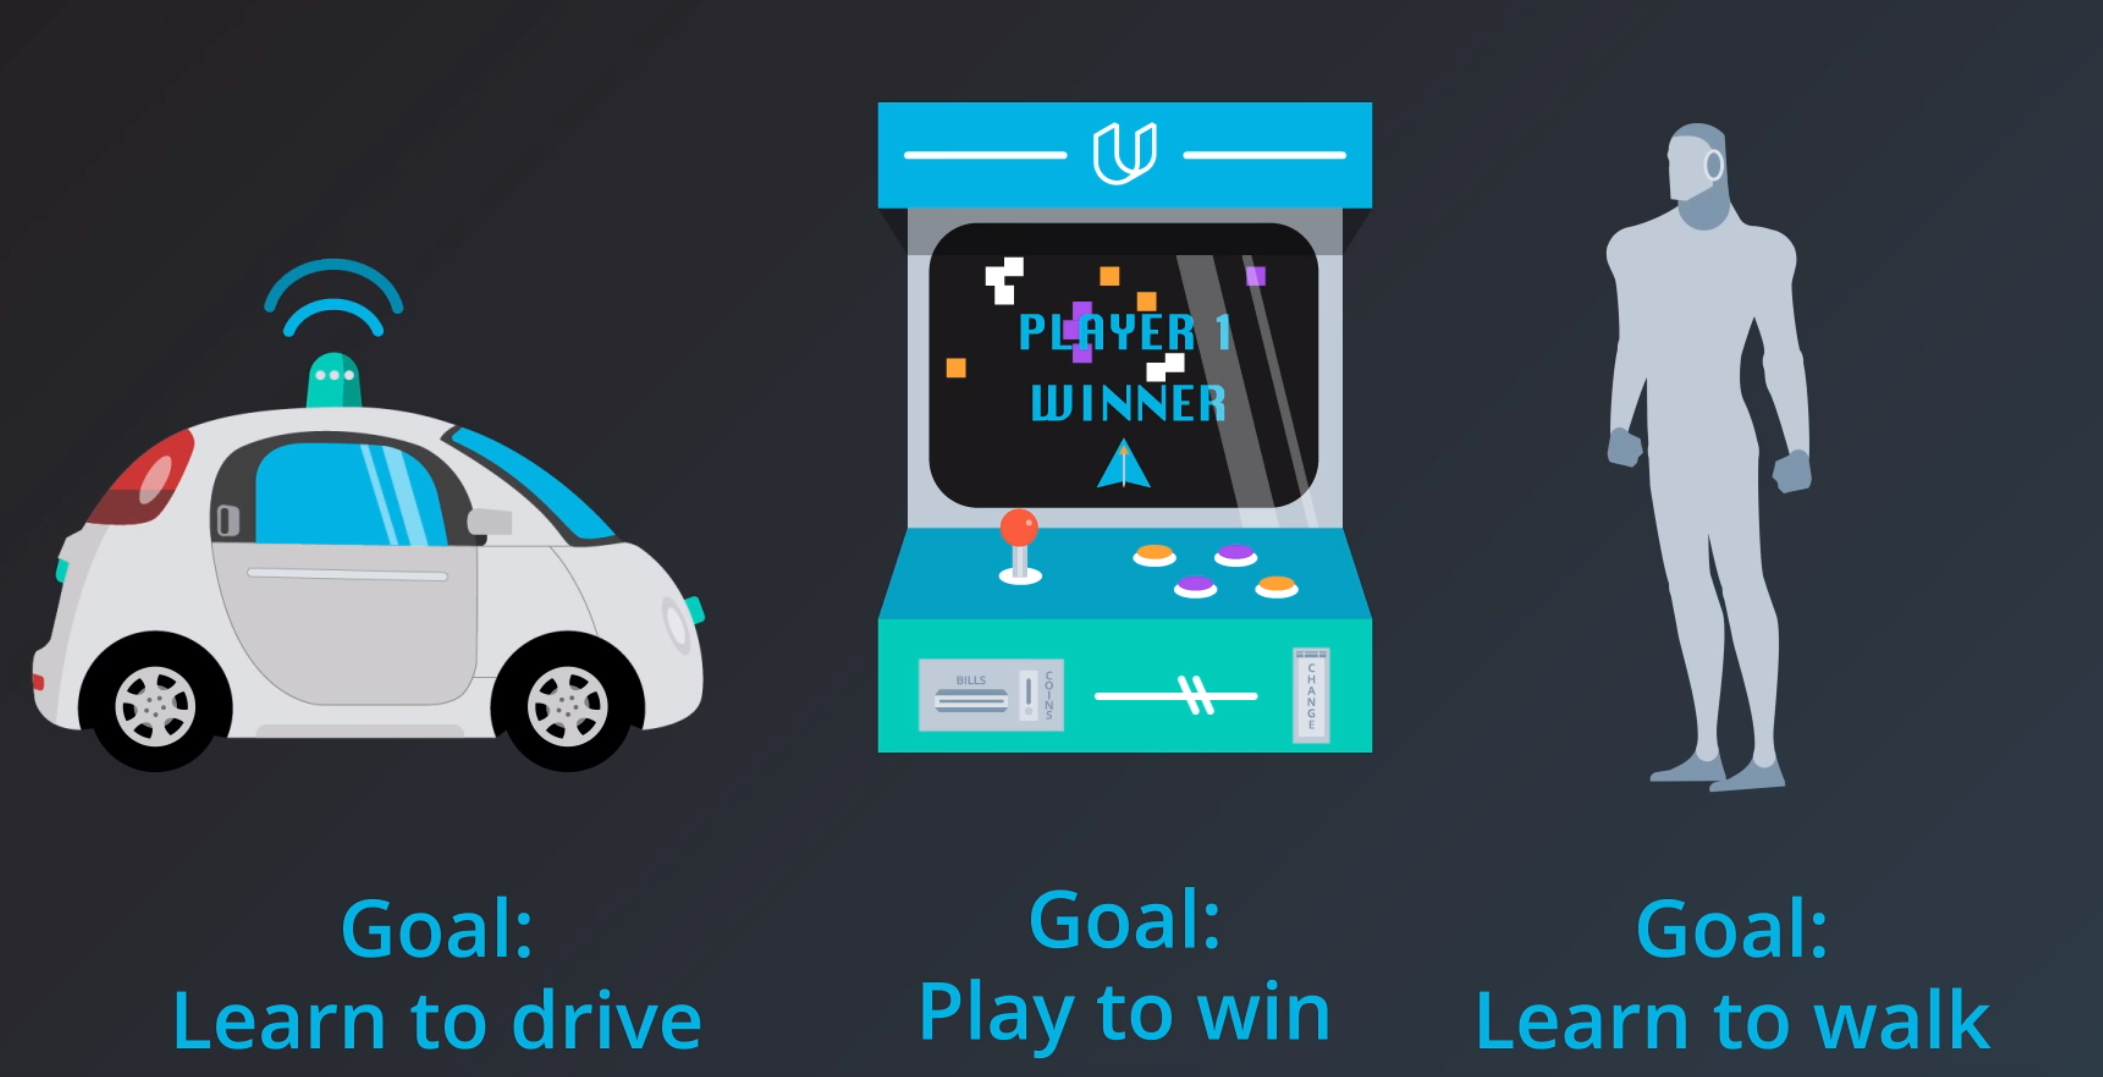 PLAYER 1
WINNER
BILLS
COINS
CHANGE
Goal:
Learn to drive
Goal:
Play to win
Goal:
Learn to walk